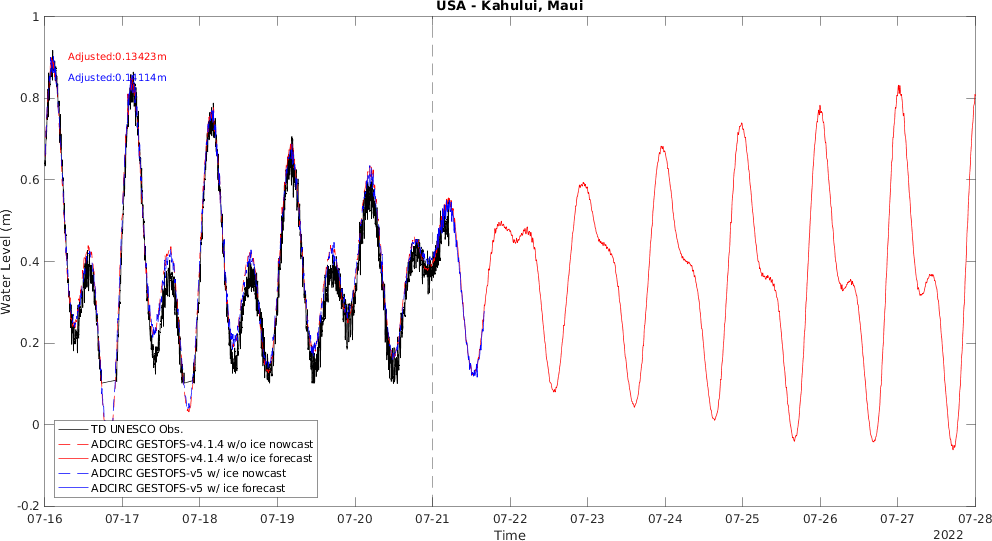 USA - Kahului, Maui
1
0.8
0.6
0.4
0.2
0
-0.2
Water Level (m)
Adjusted:0.13423m
Adjusted:0.14114m
TD UNESCO Obs.
ADCIRC GESTOFS-v4.1.4 w/o ice nowcast
ADCIRC GESTOFS-v4.1.4 w/o ice forecast
ADCIRC GESTOFS-v5 w/ ice nowcast
ADCIRC GESTOFS-v5 w/ ice forecast
07-16 07-17 07-18 07-19 07-20 07-21 07-22 07-23 07-24 07-25 07-26 07-27 07-28
Time
2022